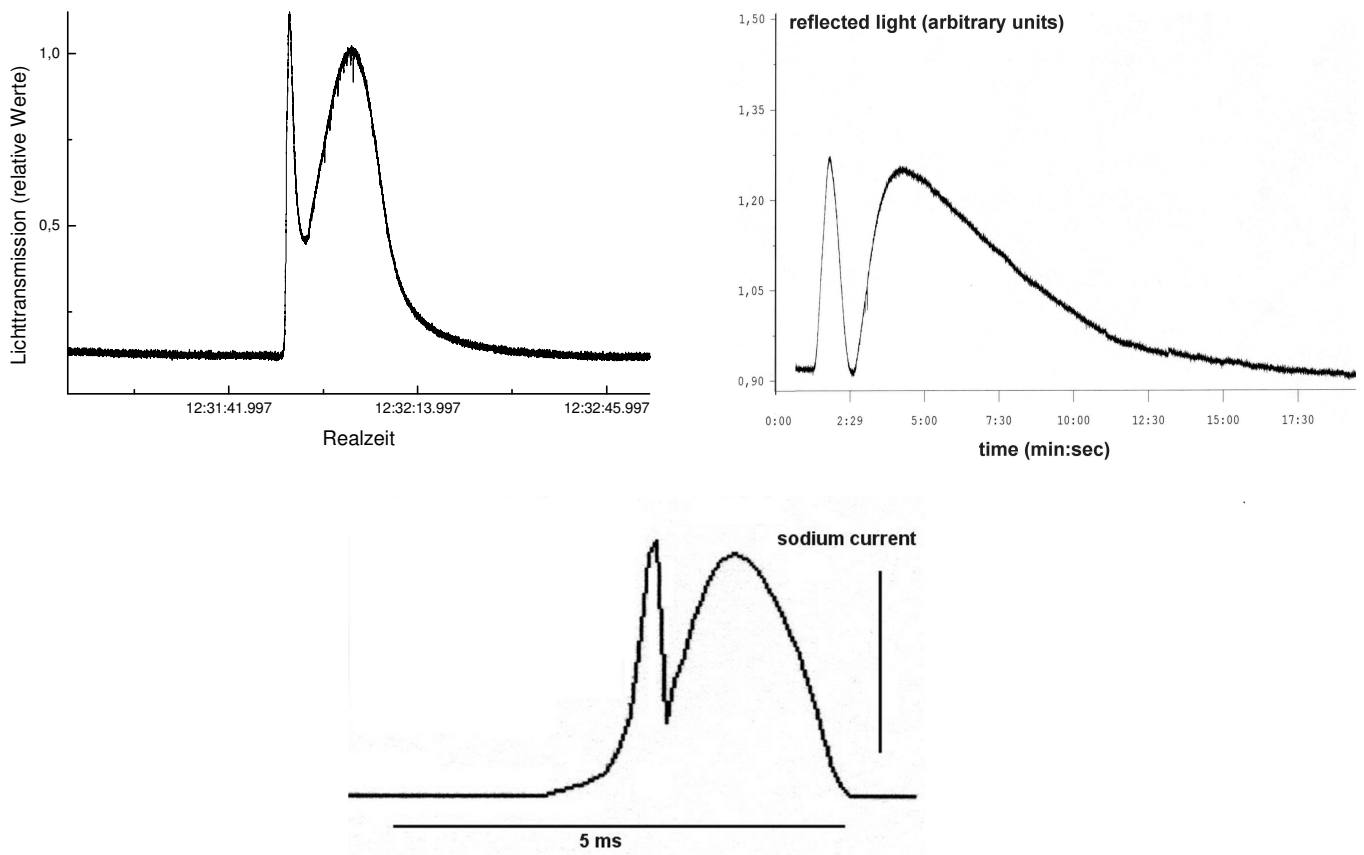 Lichttransmission (relative Werte)
1,0
0,5
12:31:41.997 12:32:13.997 12:32:45.997
Realzeit
reflected light (arbitrary units)
1,50
1,35
1,20
1,05
0,90
0:00 2:29 5:00 7:30 10:00 12:30 15:00 17:30
time (min:sec)
sodium current
5 ms